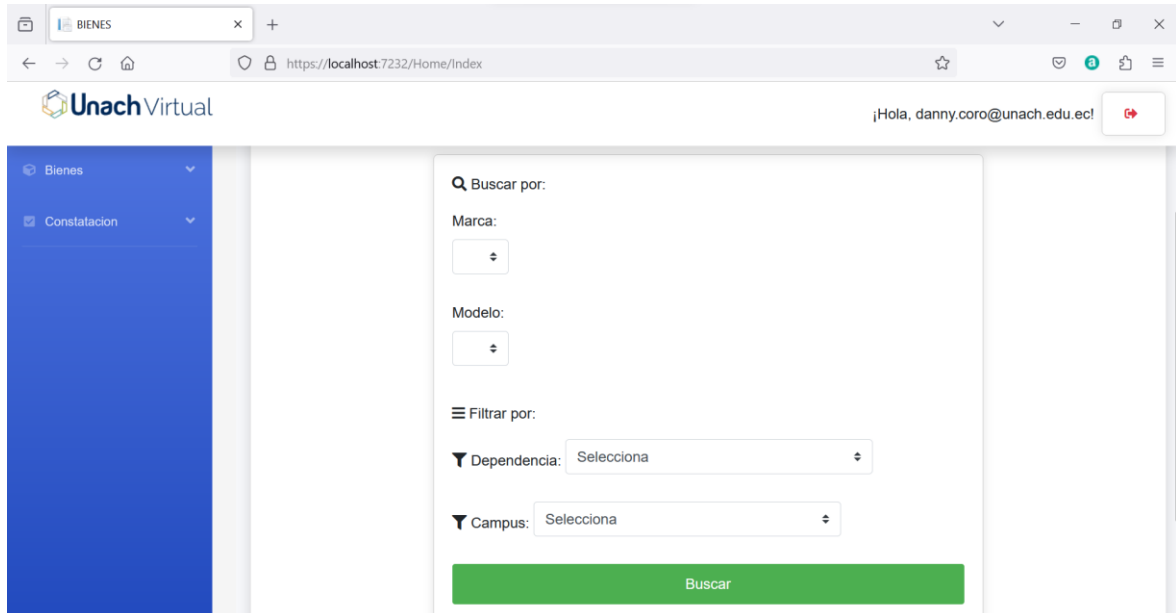 BIENES
https://localhost:7232/Home/Index
a
Unach Virtual
¡Hola, danny.coro@unach.edu.ec!
Bienes
Constatacion
Buscar por:
Marca:
Modelo:
Filtrar por:
Dependencia: Selecciona
Campus: Selecciona
Buscar